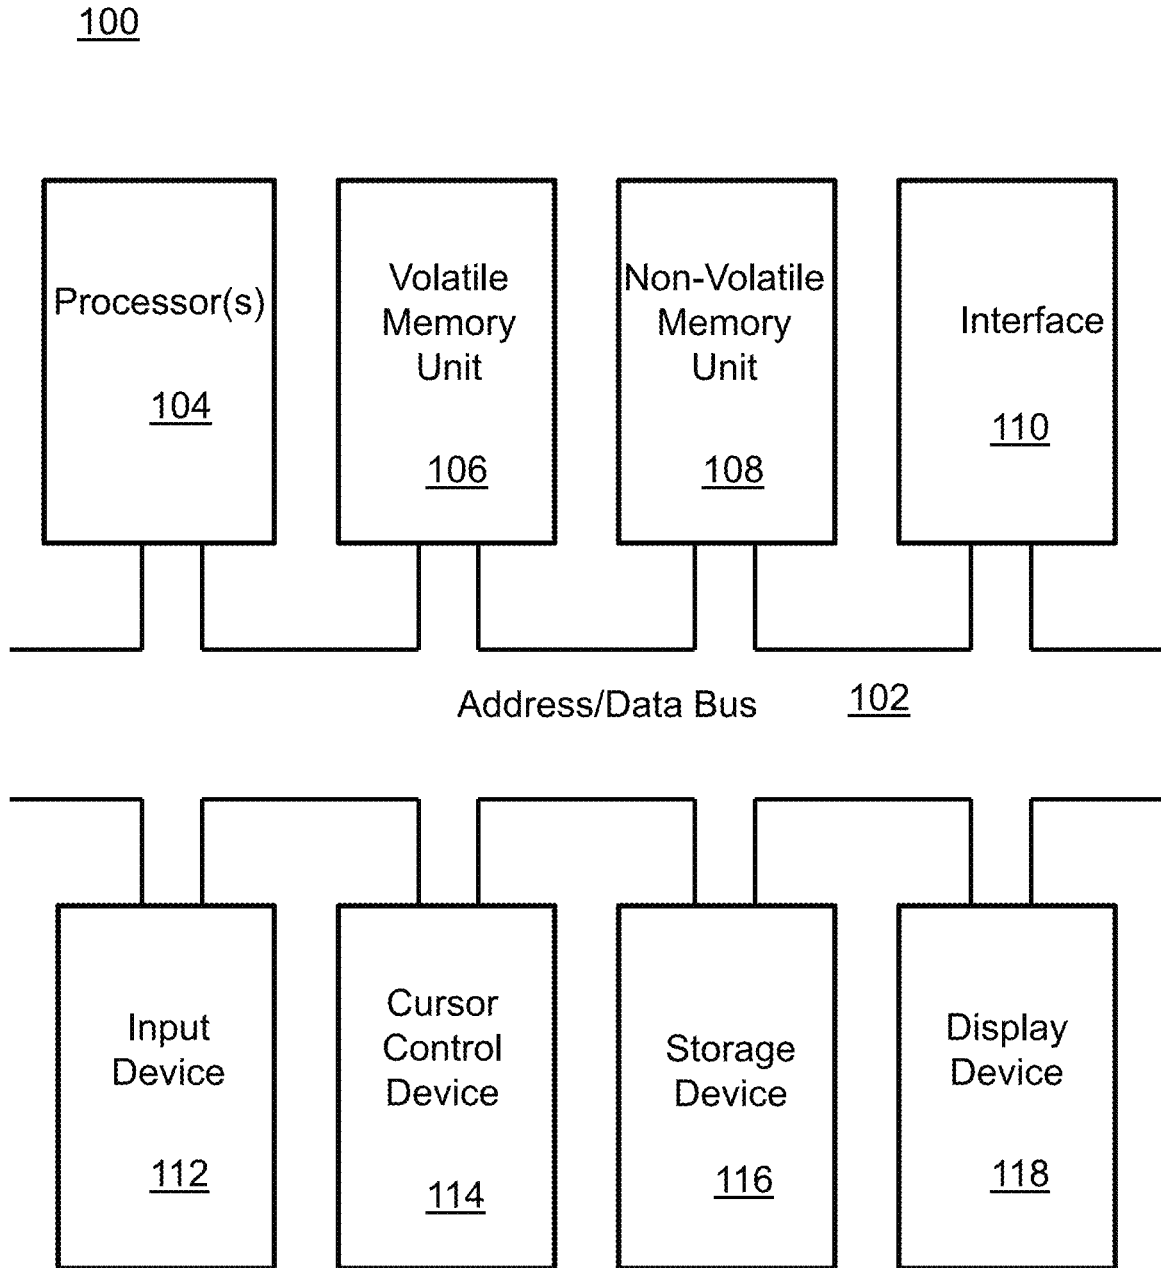 100
Processor(s)
104
Volatile
Memory
Unit
106
Non-Volatile
Memory
Unit
108
Interface
110
Address/Data Bus 102
Input
Device
112
Cursor
Control
Device
114
Storage
Device
116
Display
Device
118